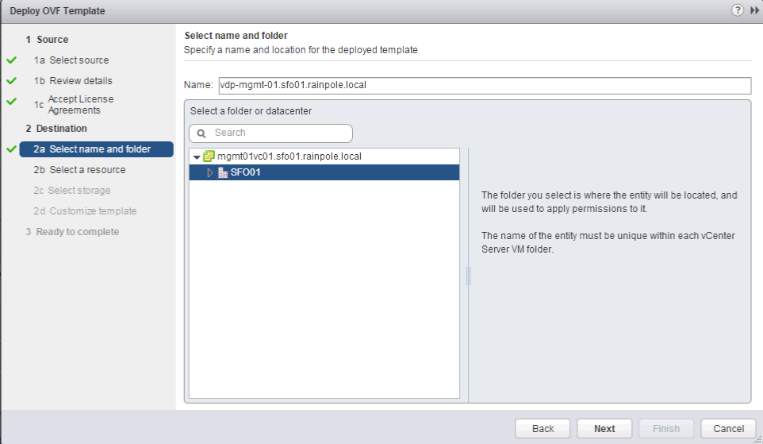 Deploy OVF Template
?
1 Source
1a Select source
1b Review details
1c Accept License
Agreements
2 Destination
2a Select name and folder
2b Select a resource
2c Select storage
2d Customize template
3 Ready to complete
Select name and folder
Specify a name and location for the deployed template
Name: vdp-mgmt-01.sfo01.rainpole.local
Select a folder or datacenter
Search
mgmt01vc01.sfo01.rainpole.local
SFO01
The folder you select is where the entity will be located, and
will be used to apply permissions to it.
The name of the entity must be unique within each vCenter
Server VM folder.
Back Next Finish Cancel